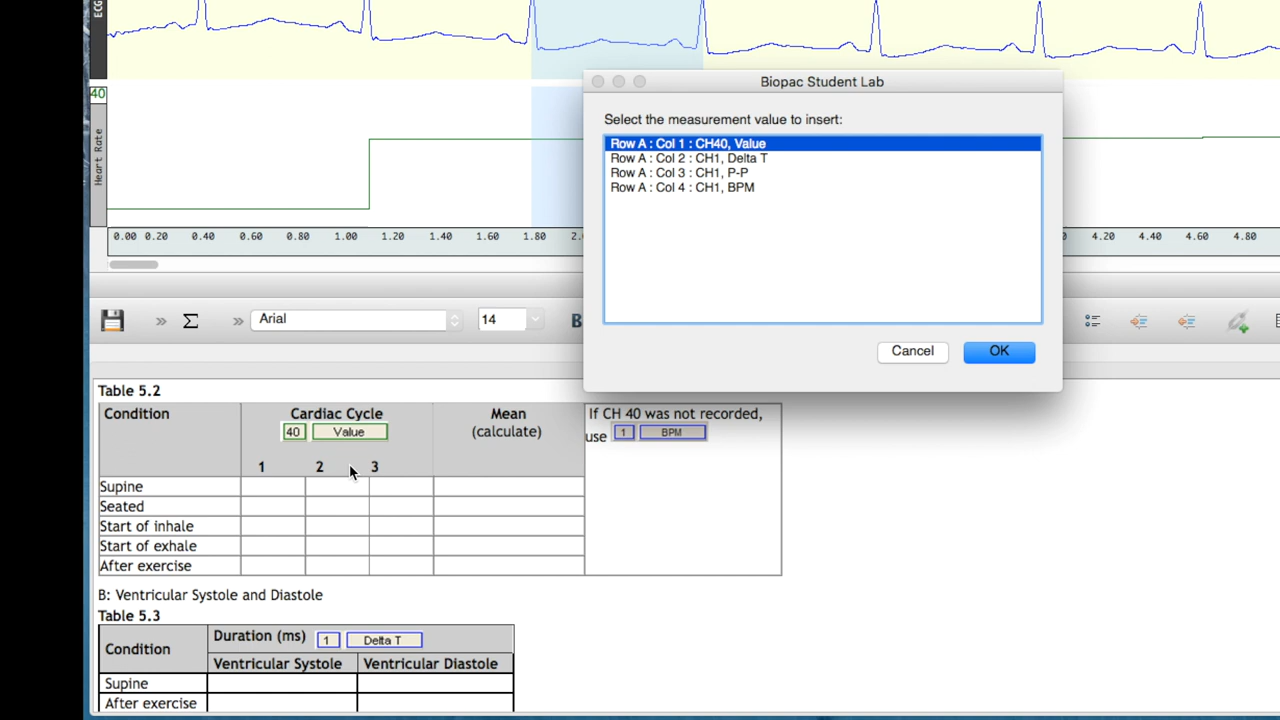 ECG
Biopac Student Lab
Select the measurement value to insert:
Row A : Col 1 : CH40, Value
Row A : Col 2 : CH1, Delta T
Row A : Col 3 : CH1, P-P
Row A : Col 4 : CH1, BPM
40
Heart Rate
0.00 0.20 0.40 0.60 0.80 1.00 1.20 1.40 1.60 1.80 4.20 4.40 4.60 4.80
Cancel OK
» Σ » Arial 14 B
Table 5.2
Condition Cardiac Cycle Mean If CH 40 was not recorded,
40 Value (calculate) use 1 BPM
1 2 3
Supine
Seated
Start of inhale
Start of exhale
After exercise
B: Ventricular Systole and Diastole
Table 5.3
Condition Duration (ms) 1 Delta T
Ventricular Systole Ventricular Diastole
Supine
After exercise